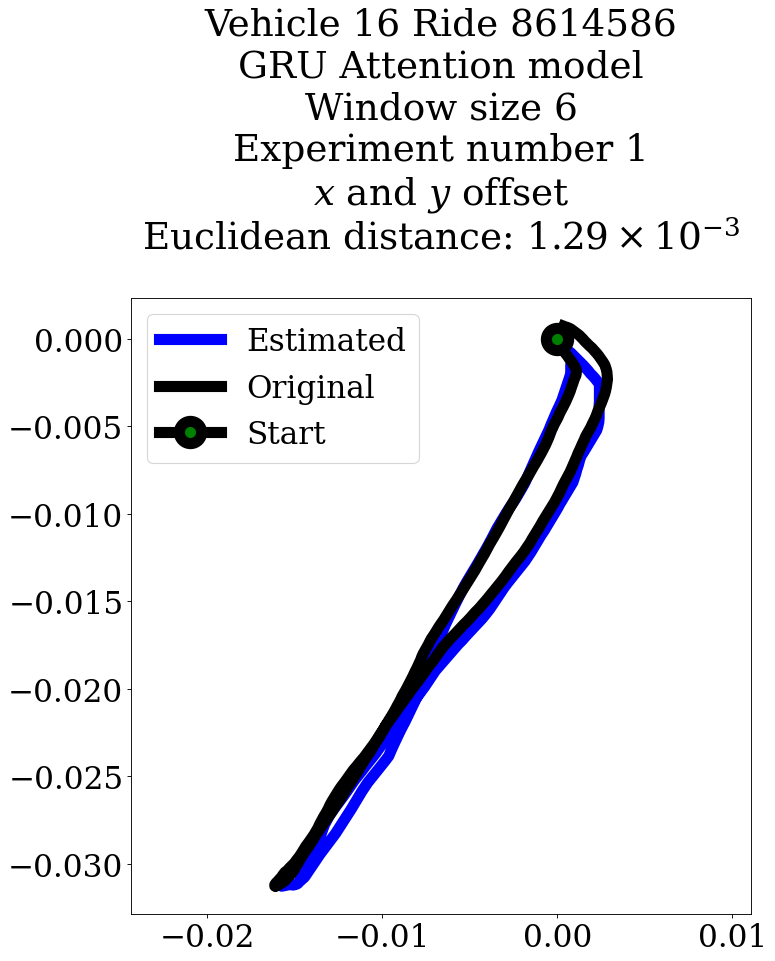 Vehicle 16 Ride 8614586
GRU Attention model
Window size 6
Experiment number 1
x and y offset
Euclidean distance: 1.29 × 10⁻³
Estimated
Original
Start
0.000
−0.005
−0.010
−0.015
−0.020
−0.025
−0.030
−0.02
−0.01
0.00
0.01